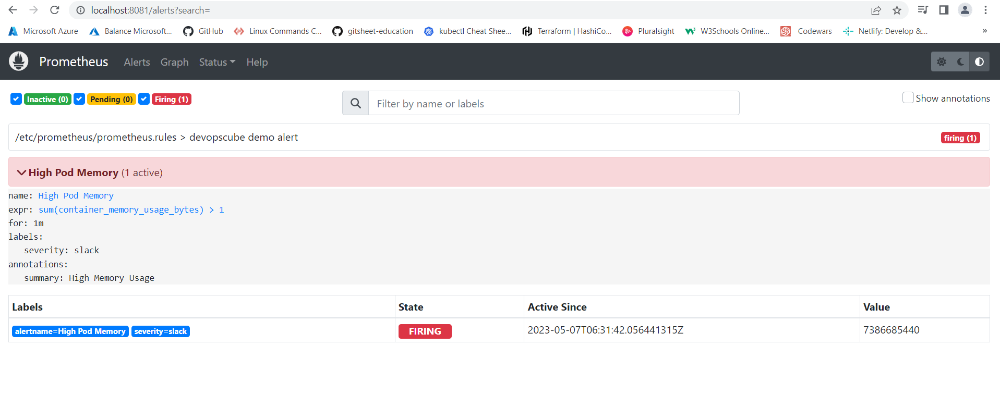 localhost:8081/alerts?search=
Microsoft Azure Balance Microsoft... GitHub Linux Commands C... gitsheet-education kubectl Cheat Shee... Terraform | HashiCo... Pluralsight W3Schools Online... Codewars Netlify: Develop &... »
Prometheus Alerts Graph Status Help
Inactive (0) Pending (0) Firing (1) Filter by name or labels Show annotations
/etc/prometheus/prometheus.rules > devopscube demo alert firing (1)
High Pod Memory (1 active)
name: High Pod Memory
expr: sum(container_memory_usage_bytes) > 1
for: 1m
labels:
severity: slack
annotations:
summary: High Memory Usage
Labels State Active Since Value
alertname=High Pod Memory severity=slack FIRING 2023-05-07T06:31:42.056441315Z 7386685440